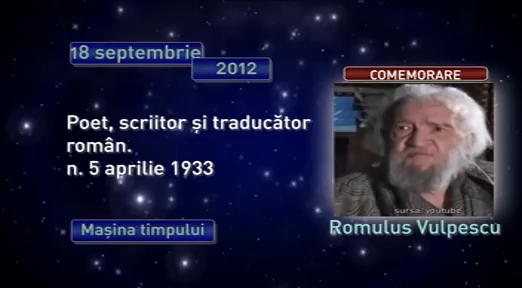 18 septembrie
2012
COMEMORARE
Poet, scriitor și traducător
român.
n. 5 aprilie 1933
sursa: youtube
Romulus Vulpescu
Mașina timpului